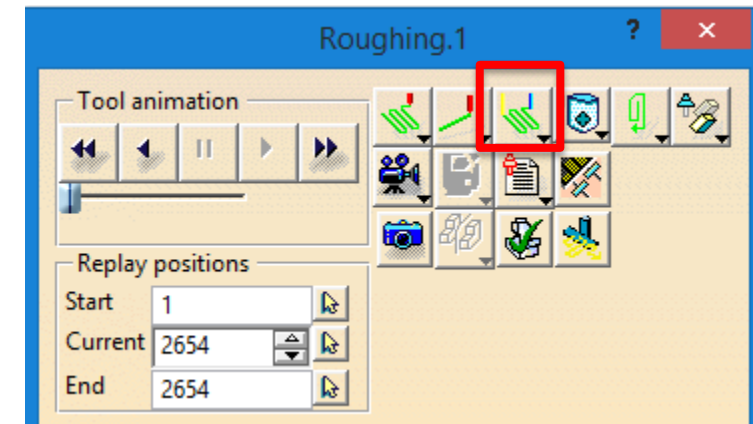 Roughing.1
? ×
Tool animation
Replay positions
Start 1
Current 2654
End 2654